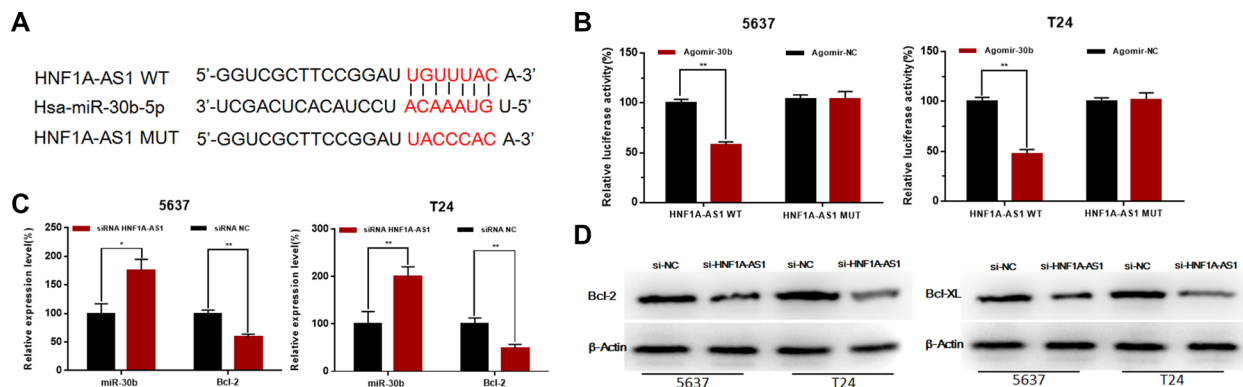 A
HNF1A-AS1 WT 5’-GGUCGCTTCCGGAU UGUUUAC A-3’
Hsa-miR-30b-5p 3’-UCGACUCACAUCCU ACAAAUG U-5’
HNF1A-AS1 MUT 5’-GGUCGCTTCCGGAU UACCCAC A-3’
B
5637
Agomir-30b Agomir-NC
Relative luciferase activity(%)
150
100
50
0
**
HNF1A-AS1 WT HNF1A-AS1 MUT
T24
Agomir-30b Agomir-NC
Relative luciferase activity(%)
150
100
50
0
**
HNF1A-AS1 WT HNF1A-AS1 MUT
C
5637
siRNA HNF1A-AS1 siRNA NC
Relative expression level(%)
250
200
150
100
50
0
*
**
miR-30b Bcl-2
T24
siRNA HNF1A-AS1 siRNA NC
Relative expression level(%)
300
200
100
0
**
**
miR-30b Bcl-2
D
si-NC si-HNF1A-AS1 si-NC si-HNF1A-AS1
Bcl-2
β-Actin
5637 T24
si-NC si-HNF1A-AS1 si-NC si-HNF1A-AS1
Bcl-XL
β-Actin
5637 T24